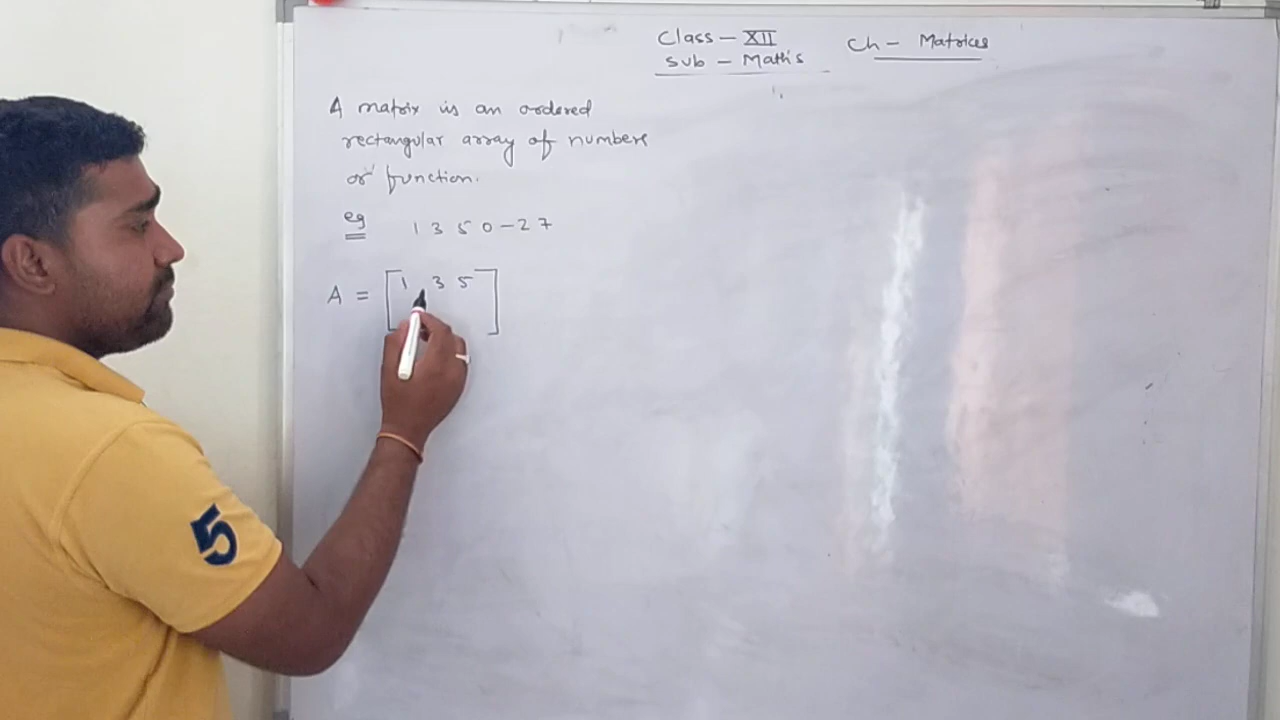 Class - XII Ch - Matrices
Sub - Math's
A matrix is an ordered
rectangular array of numbers
or function.
eg 1 3 5 0 -2 7
A = [1 3 5]
5